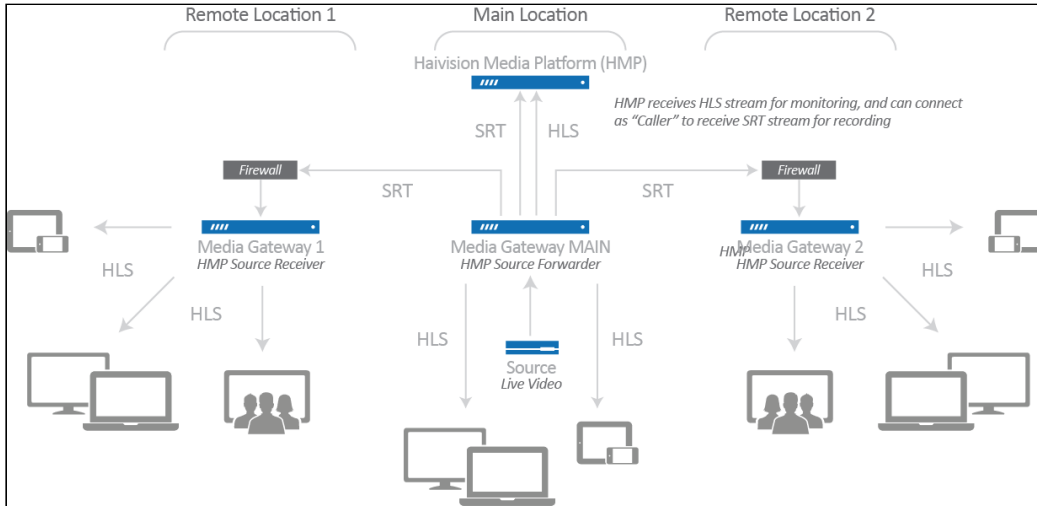 Remote Location 1
Main Location
Remote Location 2
Haivision Media Platform (HMP)
HMP receives HLS stream for monitoring, and can connect
as “Caller” to receive SRT stream for recording
SRT
HLS
Firewall
SRT
SRT
Firewall
Media Gateway 1
HMP Source Receiver
Media Gateway MAIN
HMP Source Forwarder
Media Gateway 2
HMP
HMP Source Receiver
HLS
HLS
HLS
HLS
HLS
HLS
Source
Live Video